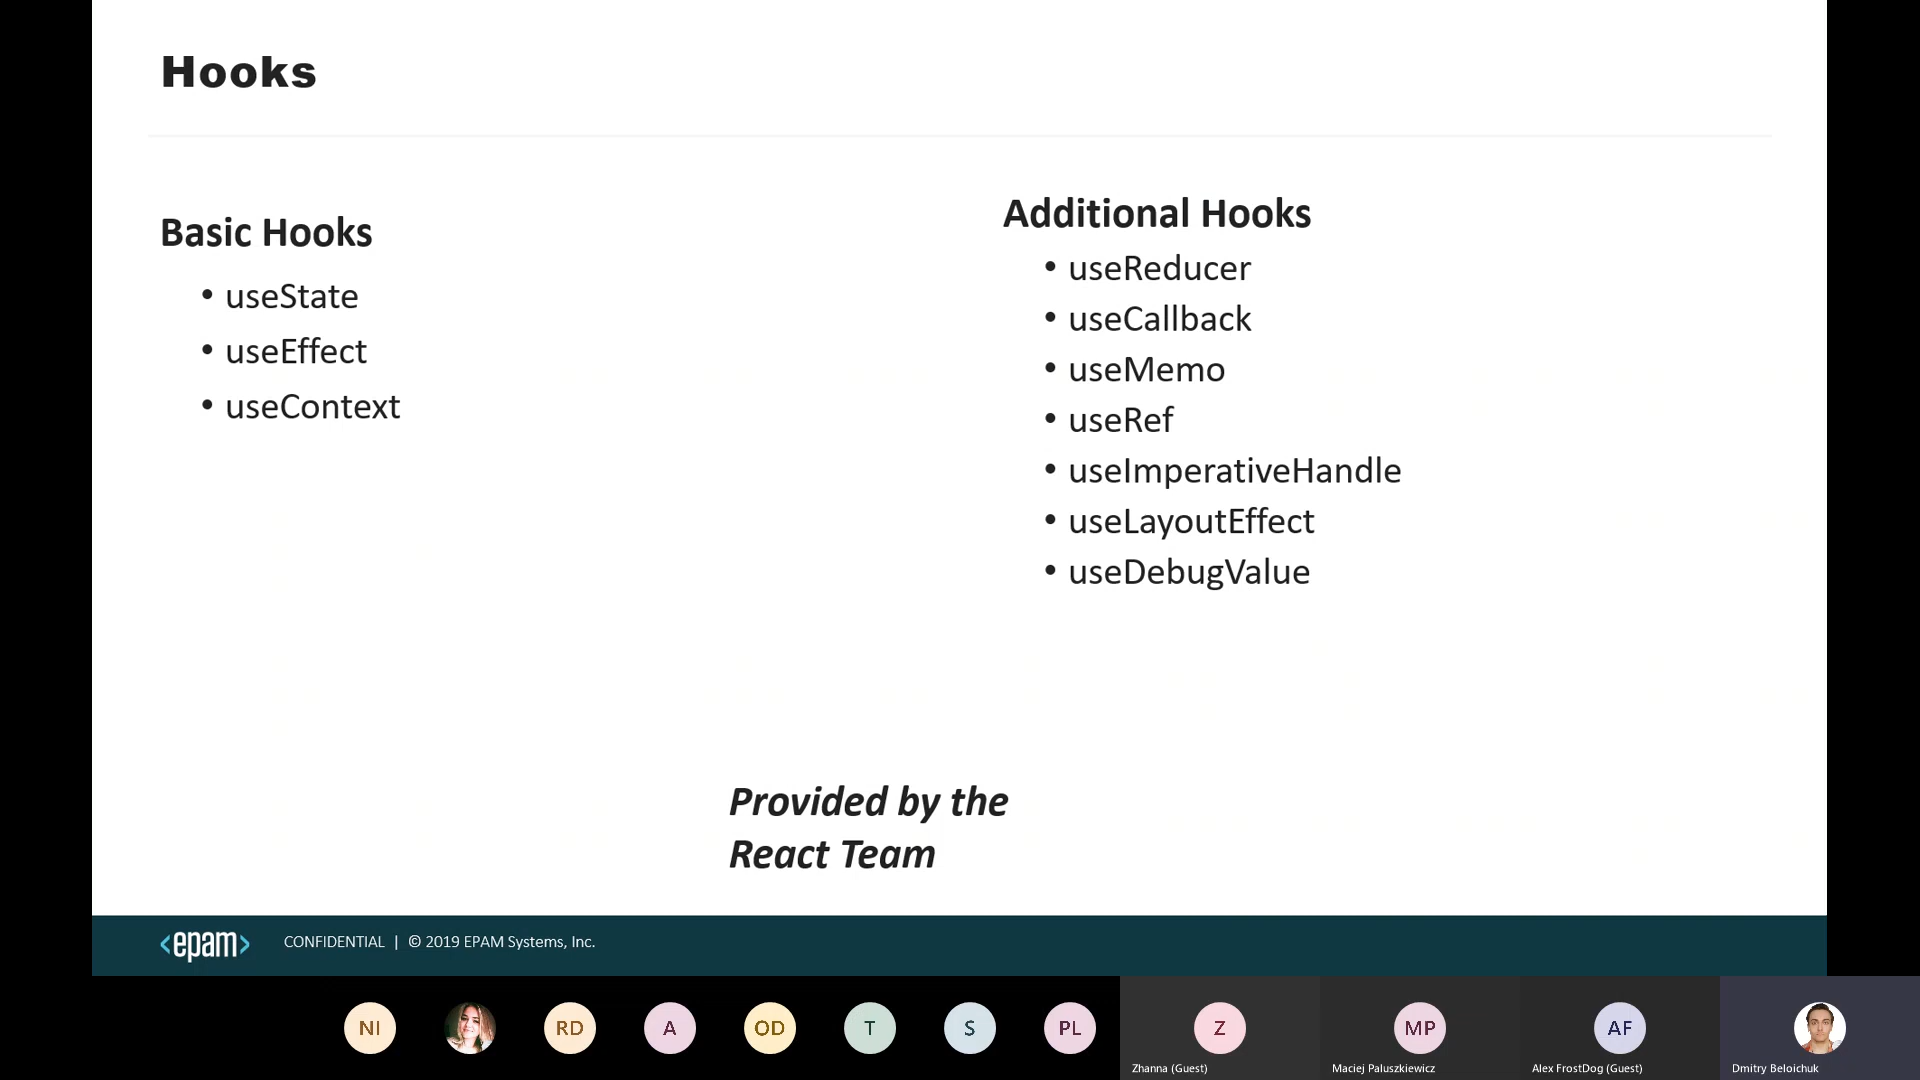 Hooks
Basic Hooks
• useState
• useEffect
• useContext
Additional Hooks
• useReducer
• useCallback
• useMemo
• useRef
• useImperativeHandle
• useLayoutEffect
• useDebugValue
Provided by the
React Team
<epam> CONFIDENTIAL | © 2019 EPAM Systems, Inc.
NI RD A OD T S PL Z MP AF
Zhanna (Guest) Maciej Paluszkiewicz Alex FrostDog (Guest) Dmitry Beloichuk